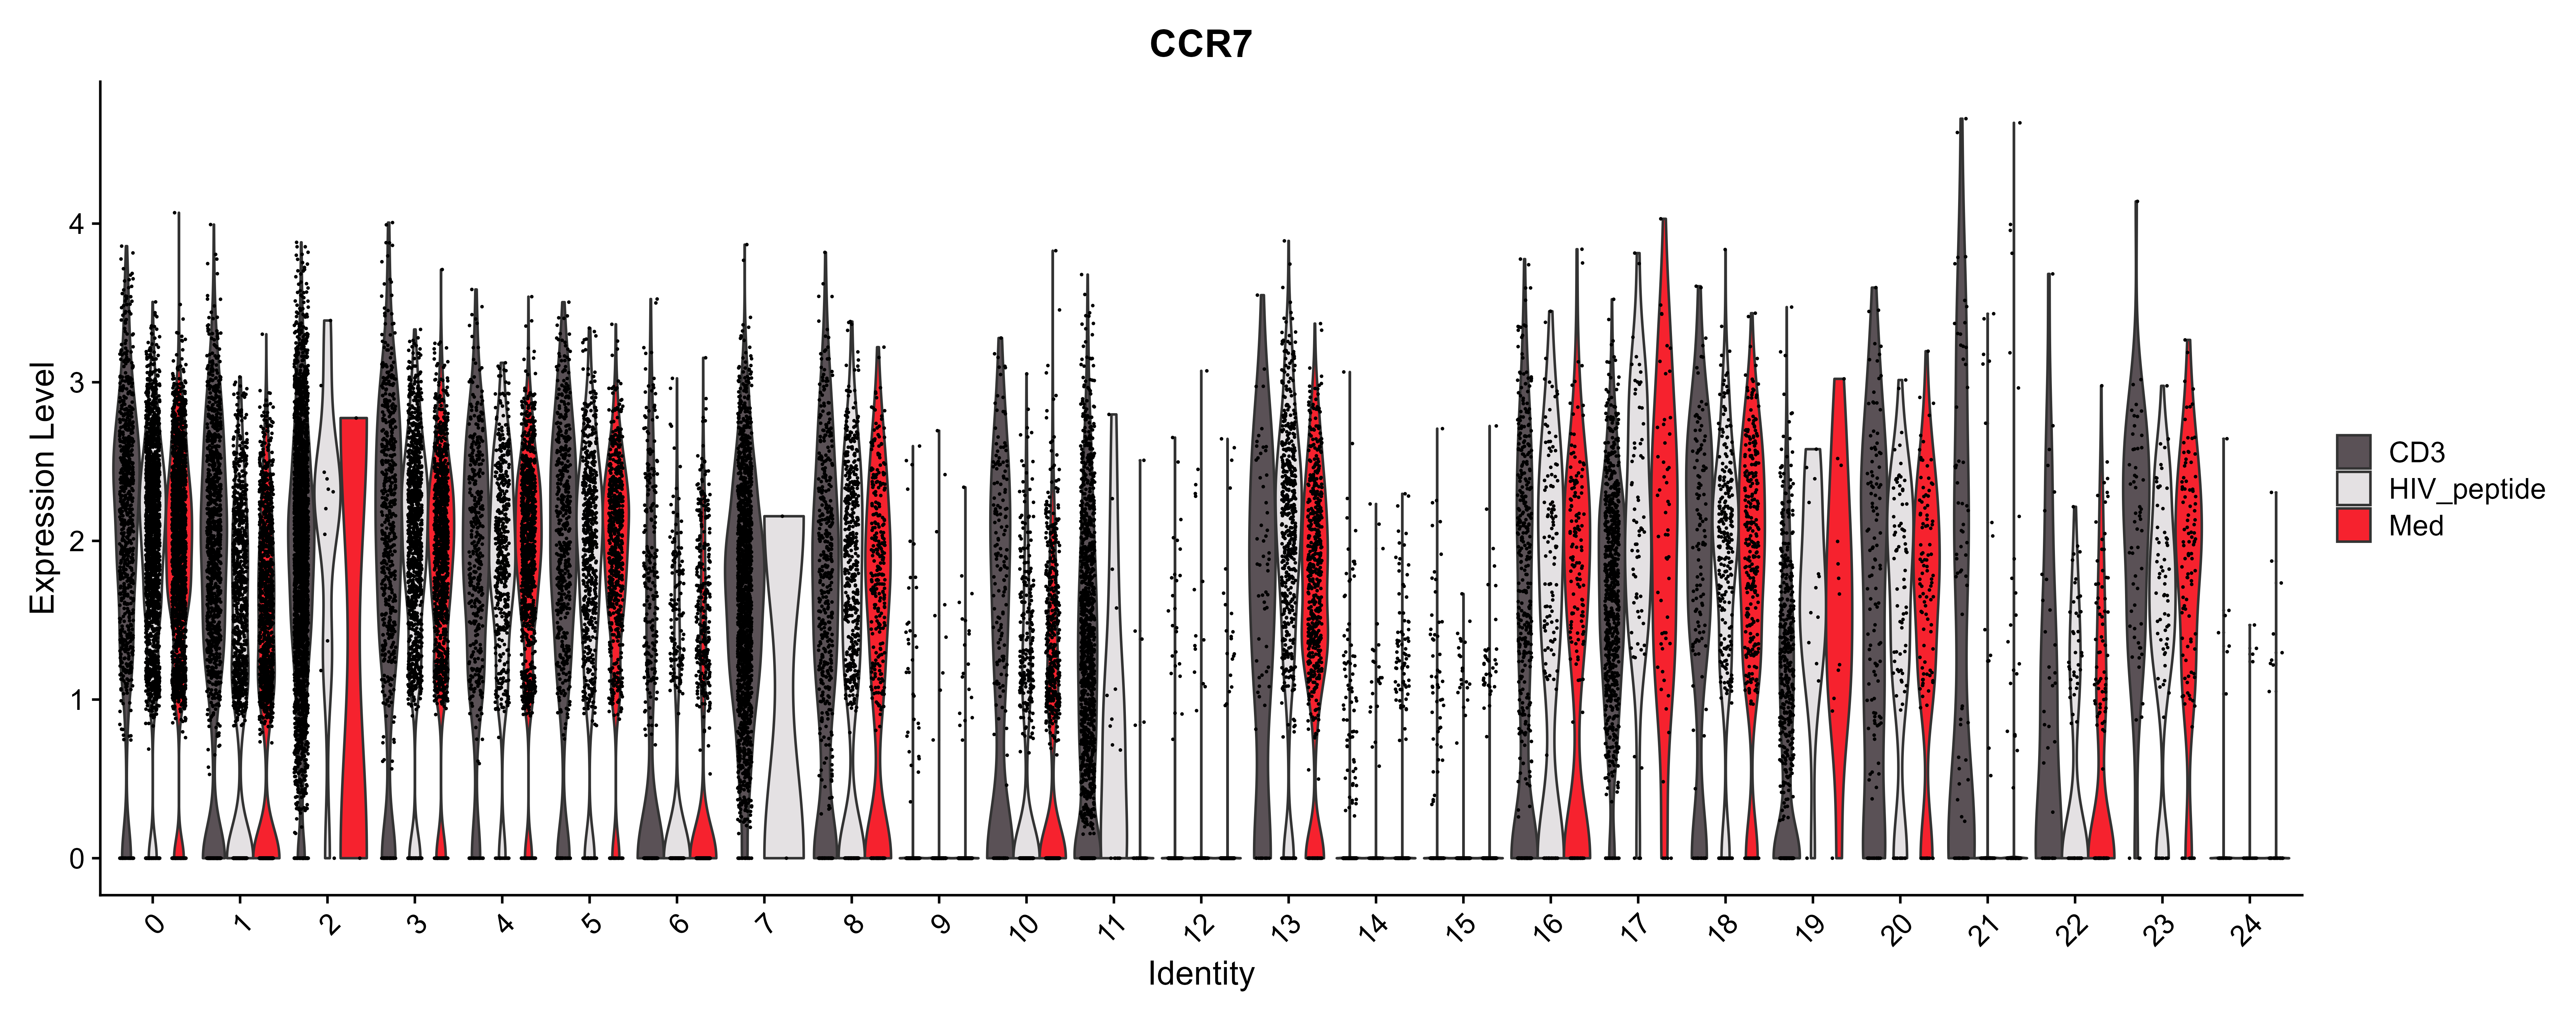 CCR7
Expression Level
4
3
2
1
0
0 1 2 3 4 5 6 7 8 9 10 11 12 13 14 15 16 17 18 19 20 21 22 23 24
Identity
CD3
HIV_peptide
Med